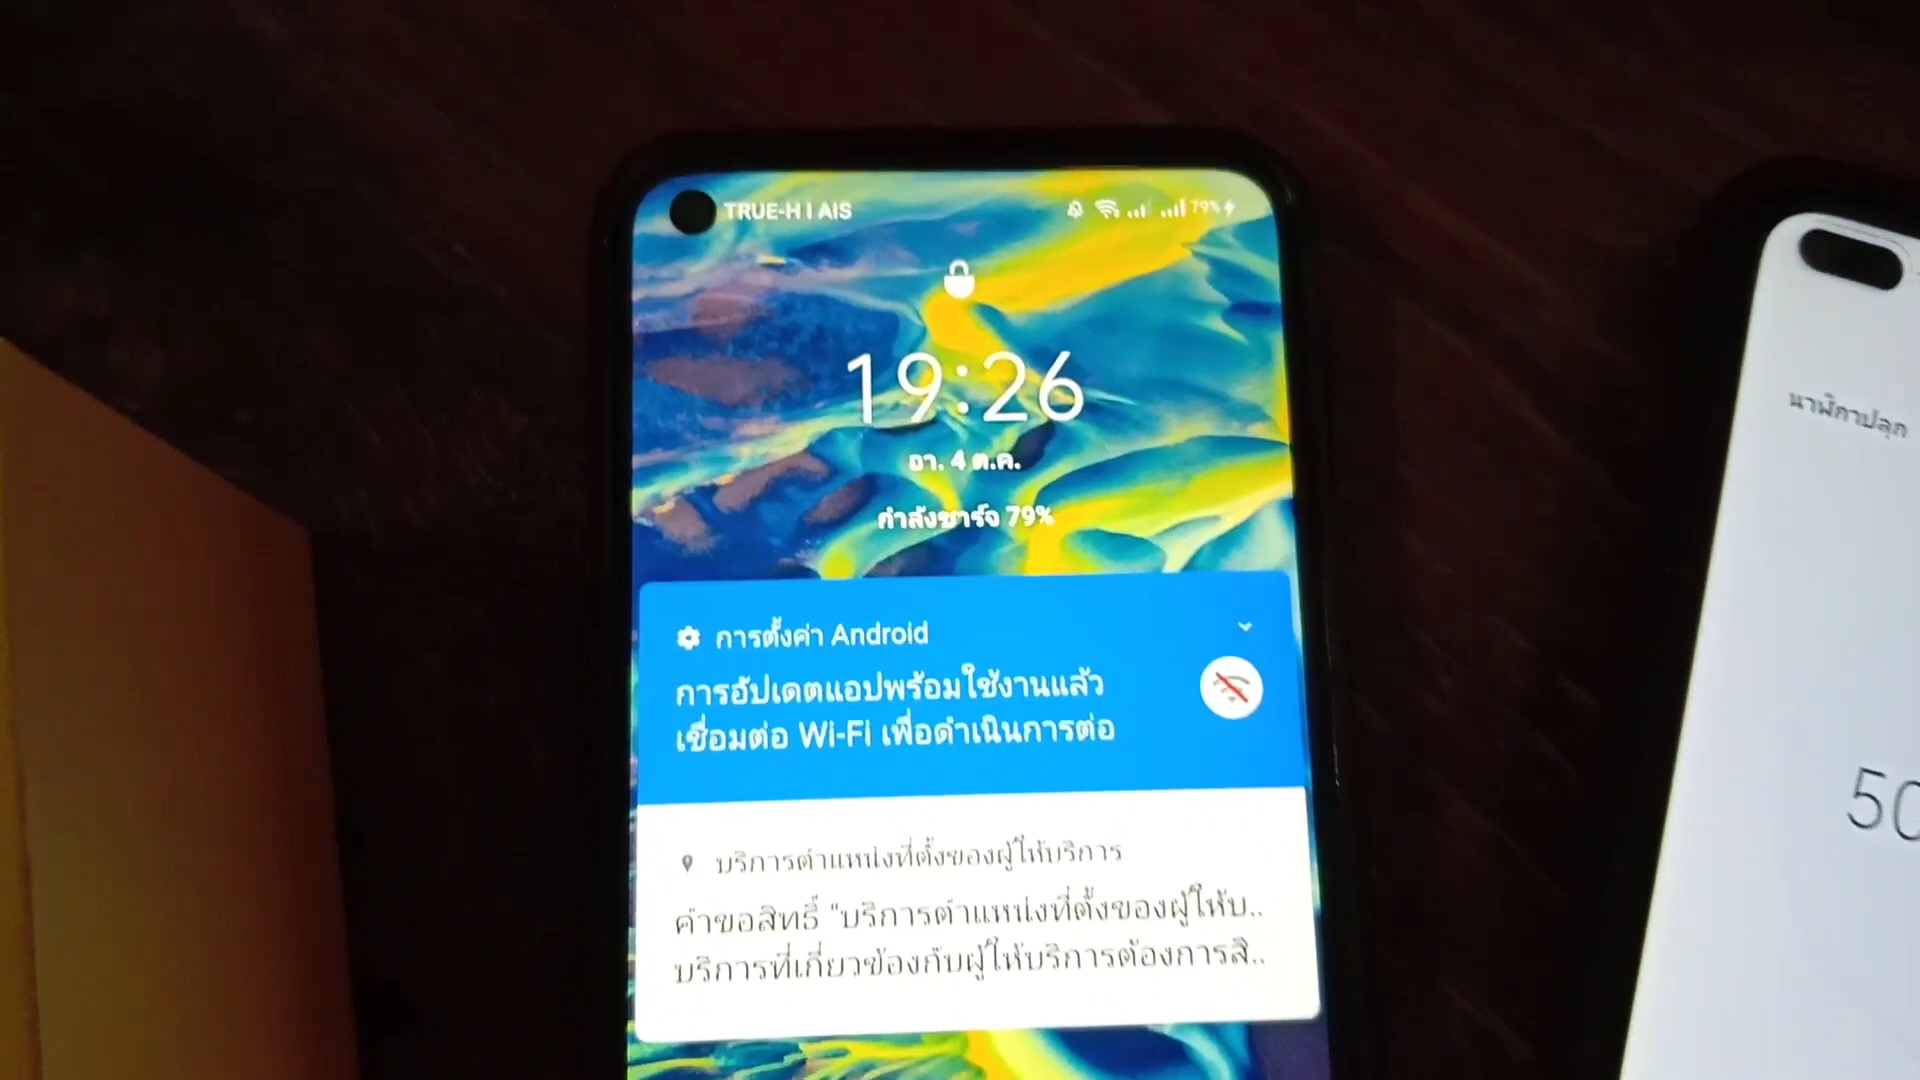 TRUE-H | AIS
79%
19:26
อา. 4 ต.ค.
กำลังชาร์จ 79%
การตั้งค่า Android
การอัปเดตแอปพร้อมใช้งานแล้ว
เชื่อมต่อ Wi-Fi เพื่อดำเนินการต่อ
บริการตำแหน่งที่ตั้งของผู้ให้บริการ
คำขอสิทธิ์ "บริการตำแหน่งที่ตั้งของผู้ให้บ..
บริการที่เกี่ยวข้องกับผู้ให้บริการต้องการสิ..
นาฬิกาปลุก
50